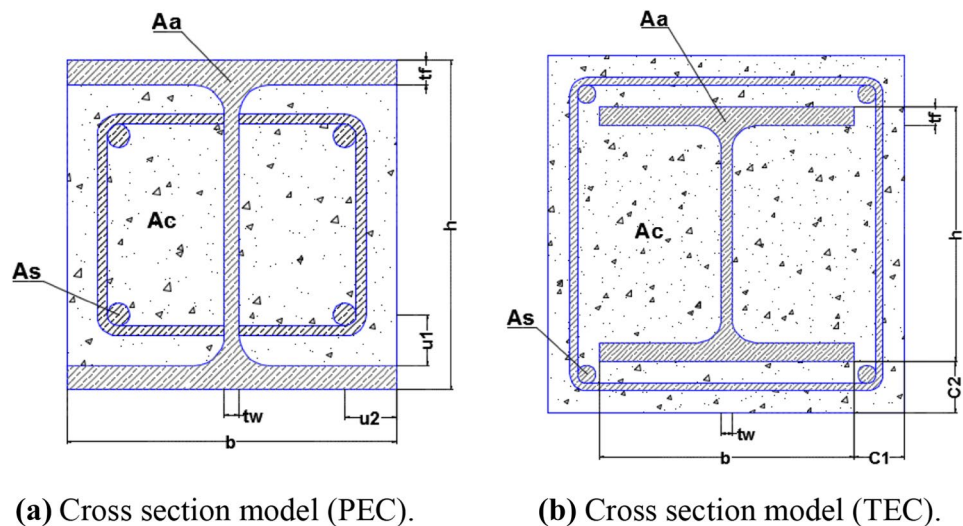 Aa
tf
Ac
h
As
u1
tw
u2
b
Aa
tf
Ac
h
As
C2
tw
b
C1
(a) Cross section model (PEC).
(b) Cross section model (TEC).